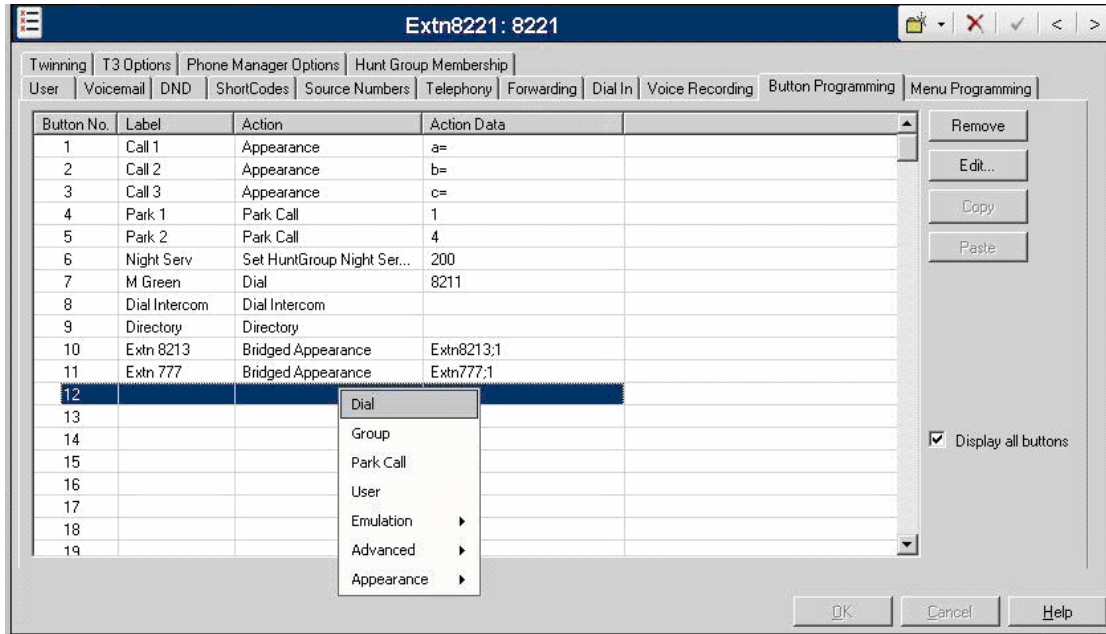 Extn8221: 8221
Twinning T3 Options Phone Manager Options Hunt Group Membership
User Voicemail DND ShortCodes Source Numbers Telephony Forwarding Dial In Voice Recording Button Programming Menu Programming
Button No. Label Action Action Data
1 Call 1 Appearance a=
2 Call 2 Appearance b=
3 Call 3 Appearance c=
4 Park 1 Park Call 1
5 Park 2 Park Call 4
6 Night Serv Set HuntGroup Night Ser... 200
7 M Green Dial 8211
8 Dial Intercom Dial Intercom
9 Directory Directory
10 Extn 8213 Bridged Appearance Extn8213;1
11 Extn 777 Bridged Appearance Extn777;1
12
13
14
15
16
17
18
19
Dial
Group
Park Call
User
Emulation
Advanced
Appearance
Remove
Edit...
Copy
Paste
Display all buttons
OK Cancel Help